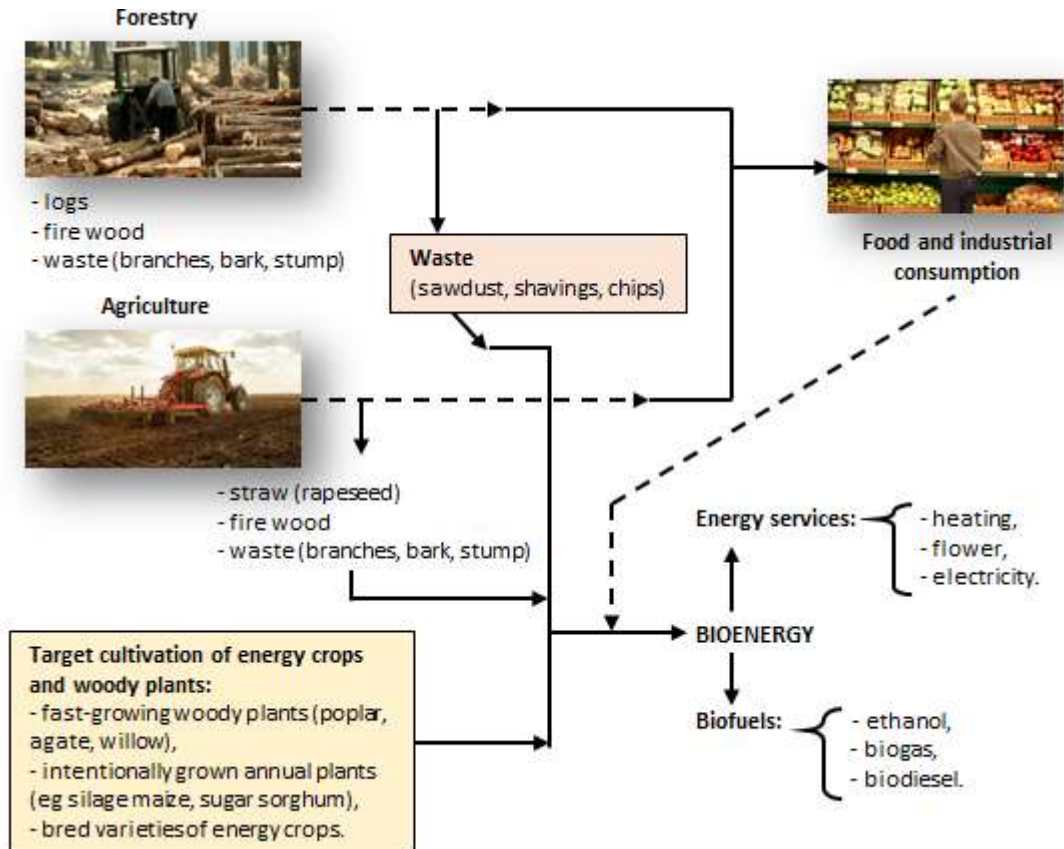 Forestry
- logs
- fire wood
- waste (branches, bark, stump)
Waste
(sawdust, shavings, chips)
Food and industrial
consumption
Agriculture
- straw (rapeseed)
- fire wood
- waste (branches, bark, stump)
Energy services:
- heating,
- flower,
- electricity.
BIOENERGY
Target cultivation of energy crops
and woody plants:
- fast-growing woody plants (poplar,
agate, willow),
- intentionally grown annual plants
(eg silage maize, sugar sorghum),
- bred varieties of energy crops.
Biofuels:
- ethanol,
- biogas,
- biodiesel.